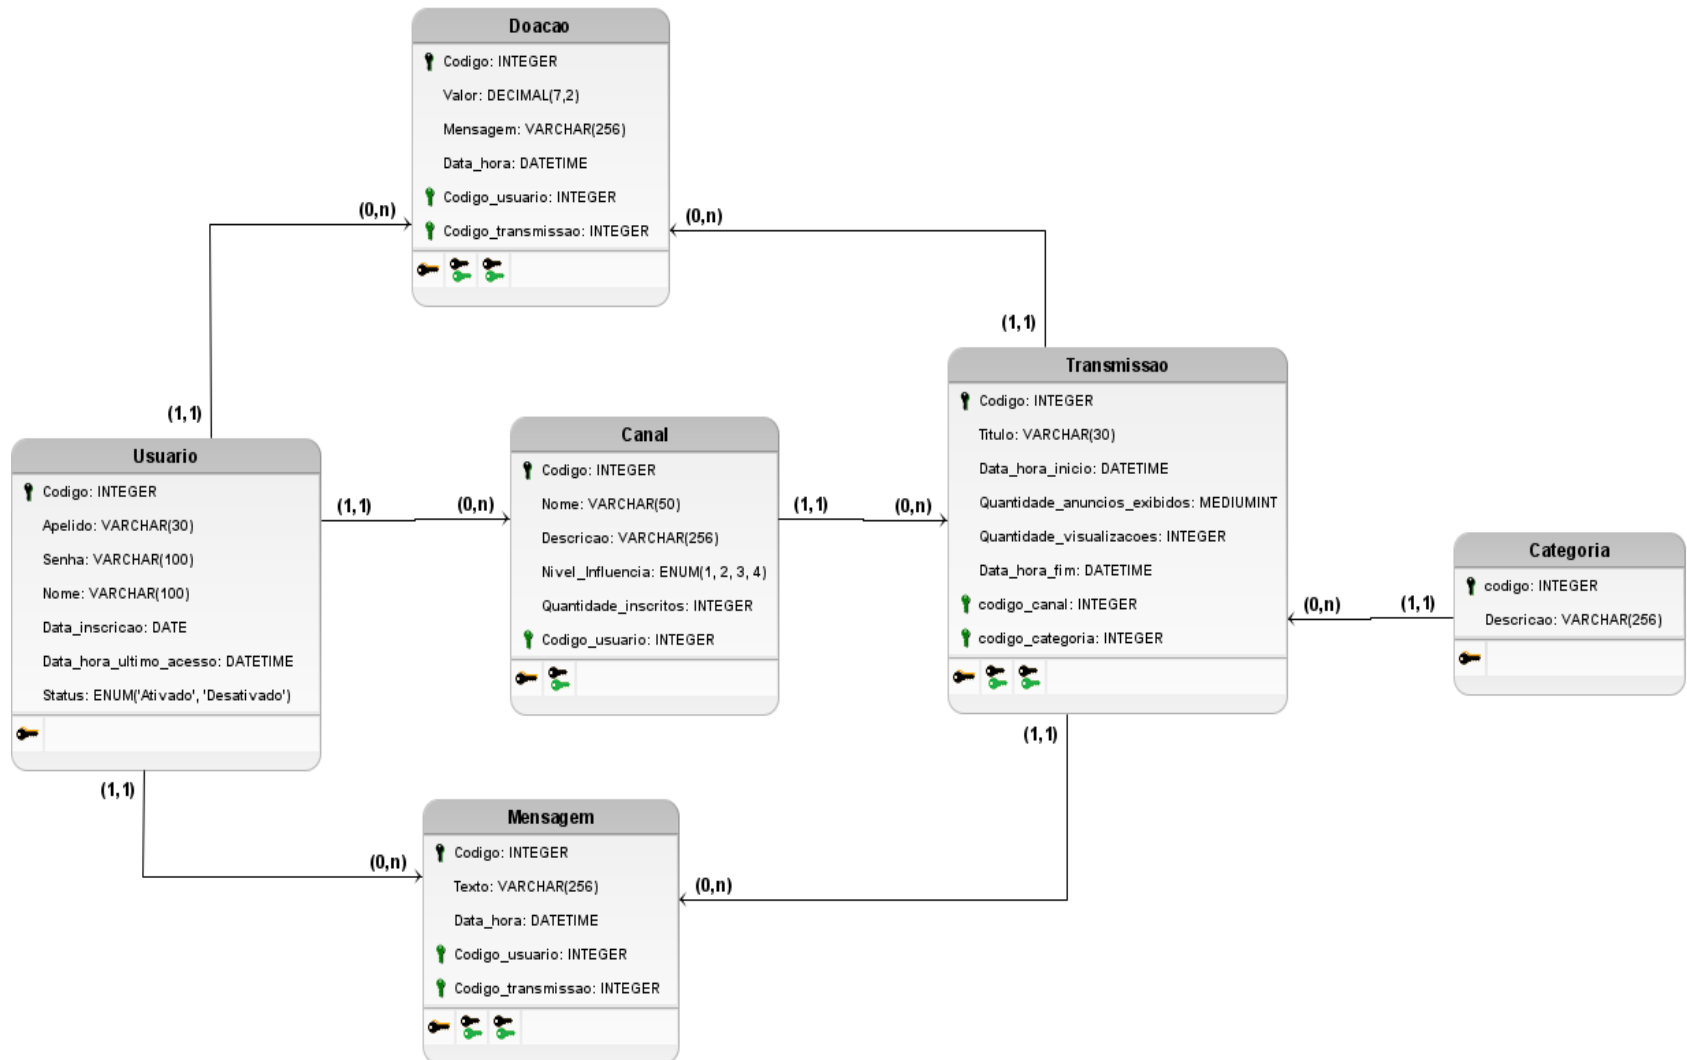 Doacao
Codigo: INTEGER
Valor: DECIMAL(7,2)
Mensagem: VARCHAR(256)
Data_hora: DATETIME
Codigo_usuario: INTEGER
Codigo_transmissao: INTEGER
(0,n)
(0,n)
(1,1)
(1,1)
Usuario
Codigo: INTEGER
Apelido: VARCHAR(30)
Senha: VARCHAR(100)
Nome: VARCHAR(100)
Data_inscricao: DATE
Data_hora_ultimo_acesso: DATETIME
Status: ENUM('Ativado', 'Desativado')
(1,1)
(0,n)
Canal
Codigo: INTEGER
Nome: VARCHAR(50)
Descricao: VARCHAR(256)
Nivel_Influencia: ENUM(1, 2, 3, 4)
Quantidade_inscritos: INTEGER
Codigo_usuario: INTEGER
(1,1)
(0,n)
Transmissao
Codigo: INTEGER
Titulo: VARCHAR(30)
Data_hora_inicio: DATETIME
Quantidade_anuncios_exibidos: MEDIUMINT
Quantidade_visualizacoes: INTEGER
Data_hora_fim: DATETIME
codigo_canal: INTEGER
codigo_categoria: INTEGER
(0,n)
(1,1)
Categoria
codigo: INTEGER
Descricao: VARCHAR(256)
(1,1)
(1,1)
(0,n)
(0,n)
Mensagem
Codigo: INTEGER
Texto: VARCHAR(256)
Data_hora: DATETIME
Codigo_usuario: INTEGER
Codigo_transmissao: INTEGER